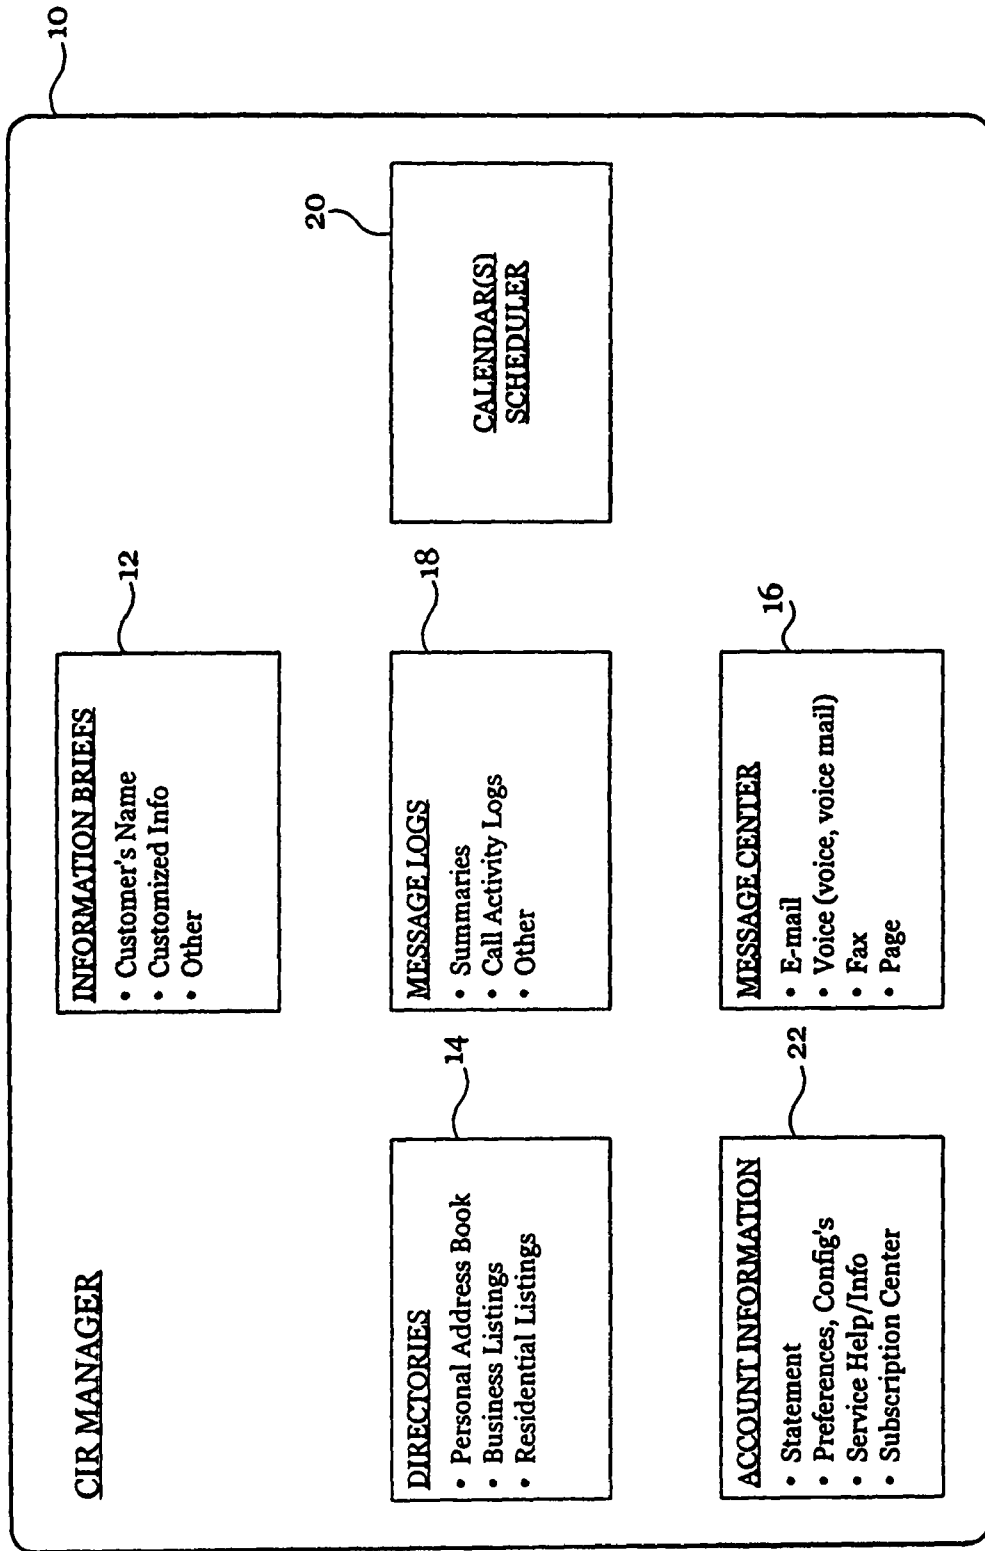 10
CIR MANAGER
12
INFORMATION BRIEFS
• Customer's Name
• Customized Info
• Other
14
DIRECTORIES
• Personal Address Book
• Business Listings
• Residential Listings
18
MESSAGE LOGS
• Summaries
• Call Activity Logs
• Other
20
CALENDAR(S)
SCHEDULER
22
ACCOUNT INFORMATION
• Statement
• Preferences, Config's
• Service Help/Info
• Subscription Center
16
MESSAGE CENTER
• E-mail
• Voice (voice, voice mail)
• Fax
• Page